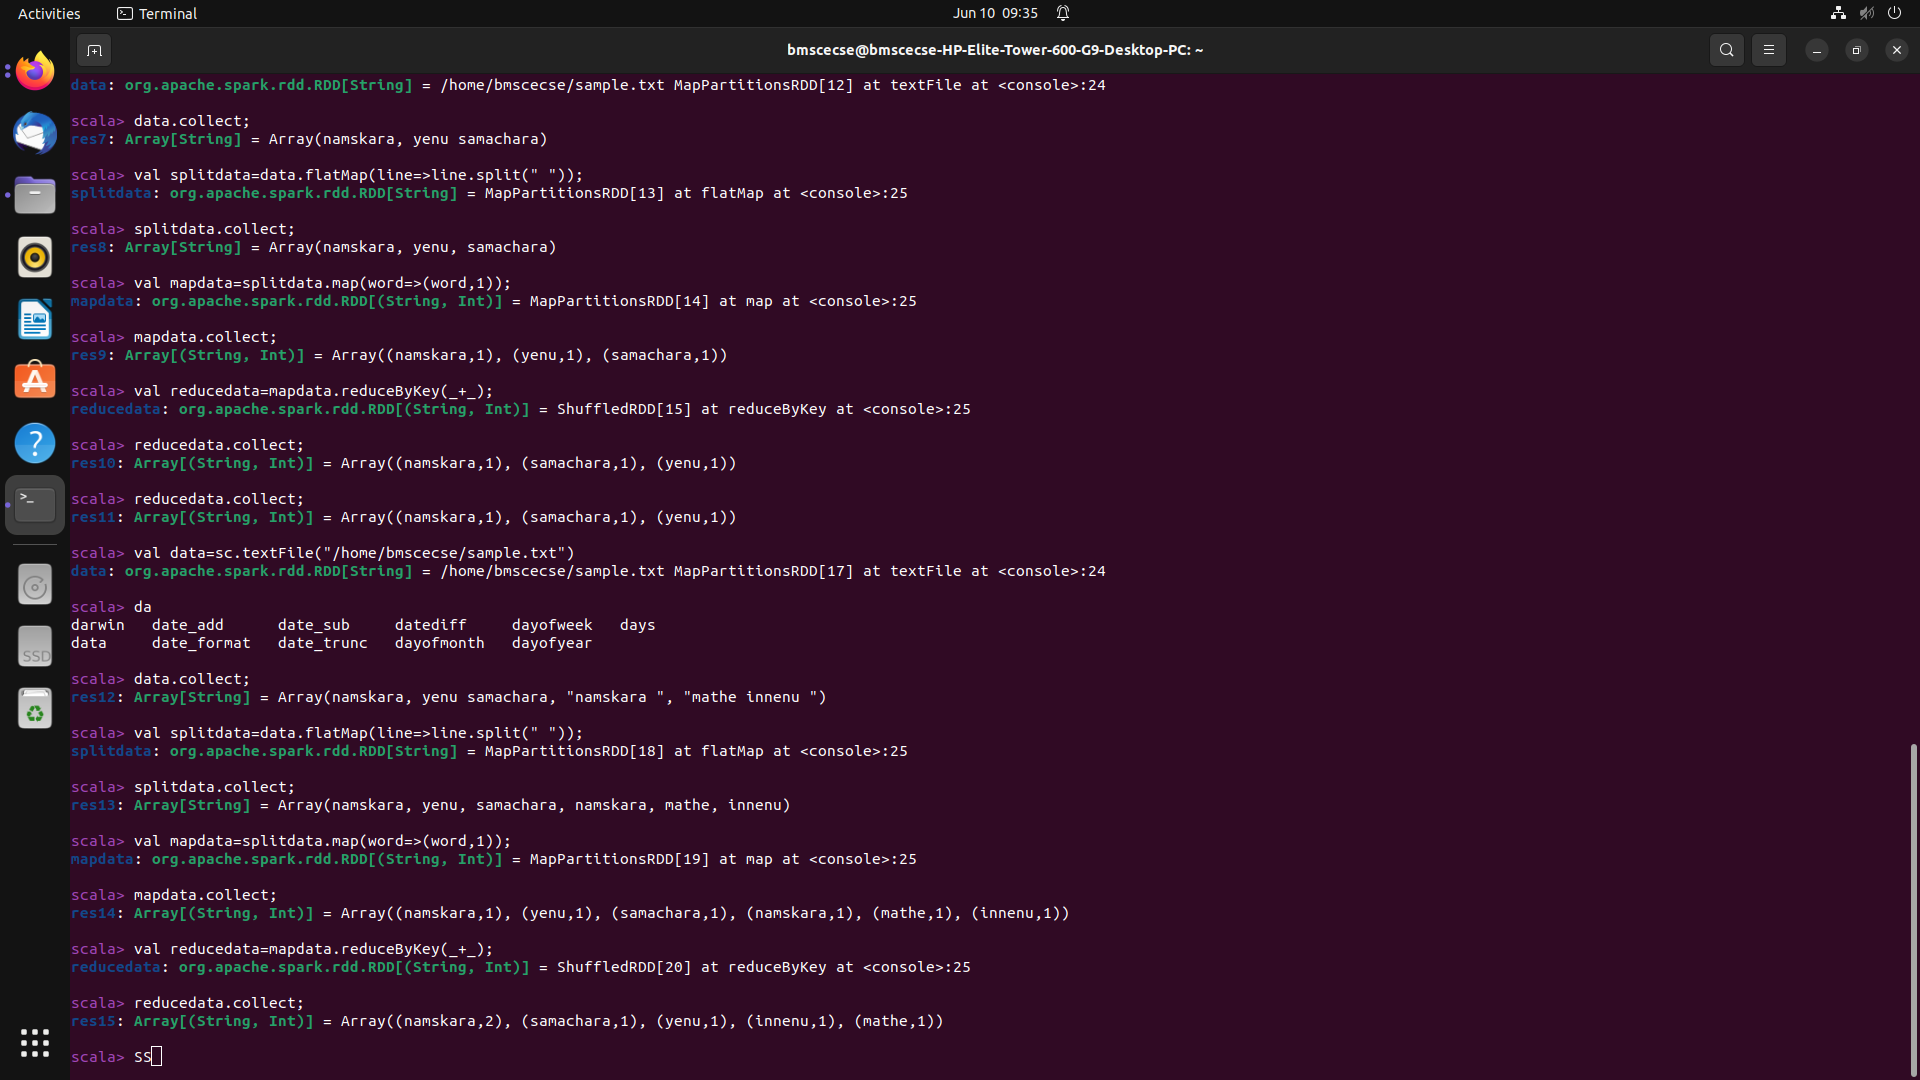 Activities
Terminal
Jun 10 09:35
bmscecse@bmscecse-HP-Elite-Tower-600-G9-Desktop-PC: ~
data: org.apache.spark.rdd.RDD[String] = /home/bmscecse/sample.txt MapPartitionsRDD[12] at textFile at <console>:24
scala> data.collect;
res7: Array[String] = Array(namskara, yenu samachara)
scala> val splitdata=data.flatMap(line=>line.split(" "));
splitdata: org.apache.spark.rdd.RDD[String] = MapPartitionsRDD[13] at flatMap at <console>:25
scala> splitdata.collect;
res8: Array[String] = Array(namskara, yenu, samachara)
scala> val mapdata=splitdata.map(word=>(word,1));
mapdata: org.apache.spark.rdd.RDD[(String, Int)] = MapPartitionsRDD[14] at map at <console>:25
scala> mapdata.collect;
res9: Array[(String, Int)] = Array((namskara,1), (yenu,1), (samachara,1))
scala> val reducedata=mapdata.reduceByKey(_+_);
reducedata: org.apache.spark.rdd.RDD[(String, Int)] = ShuffledRDD[15] at reduceByKey at <console>:25
scala> reducedata.collect;
res10: Array[(String, Int)] = Array((namskara,1), (samachara,1), (yenu,1))
scala> reducedata.collect;
res11: Array[(String, Int)] = Array((namskara,1), (samachara,1), (yenu,1))
scala> val data=sc.textFile("/home/bmscecse/sample.txt")
data: org.apache.spark.rdd.RDD[String] = /home/bmscecse/sample.txt MapPartitionsRDD[17] at textFile at <console>:24
scala> da
darwin   date_add      date_sub     datediff     dayofweek   days
data     date_format   date_trunc   dayofmonth   dayofyear
scala> data.collect;
res12: Array[String] = Array(namskara, yenu samachara, "namskara ", "mathe innenu ")
scala> val splitdata=data.flatMap(line=>line.split(" "));
splitdata: org.apache.spark.rdd.RDD[String] = MapPartitionsRDD[18] at flatMap at <console>:25
scala> splitdata.collect;
res13: Array[String] = Array(namskara, yenu, samachara, namskara, mathe, innenu)
scala> val mapdata=splitdata.map(word=>(word,1));
mapdata: org.apache.spark.rdd.RDD[(String, Int)] = MapPartitionsRDD[19] at map at <console>:25
scala> mapdata.collect;
res14: Array[(String, Int)] = Array((namskara,1), (yenu,1), (samachara,1), (namskara,1), (mathe,1), (innenu,1))
scala> val reducedata=mapdata.reduceByKey(_+_);
reducedata: org.apache.spark.rdd.RDD[(String, Int)] = ShuffledRDD[20] at reduceByKey at <console>:25
scala> reducedata.collect;
res15: Array[(String, Int)] = Array((namskara,2), (samachara,1), (yenu,1), (innenu,1), (mathe,1))
scala> SS
SSD